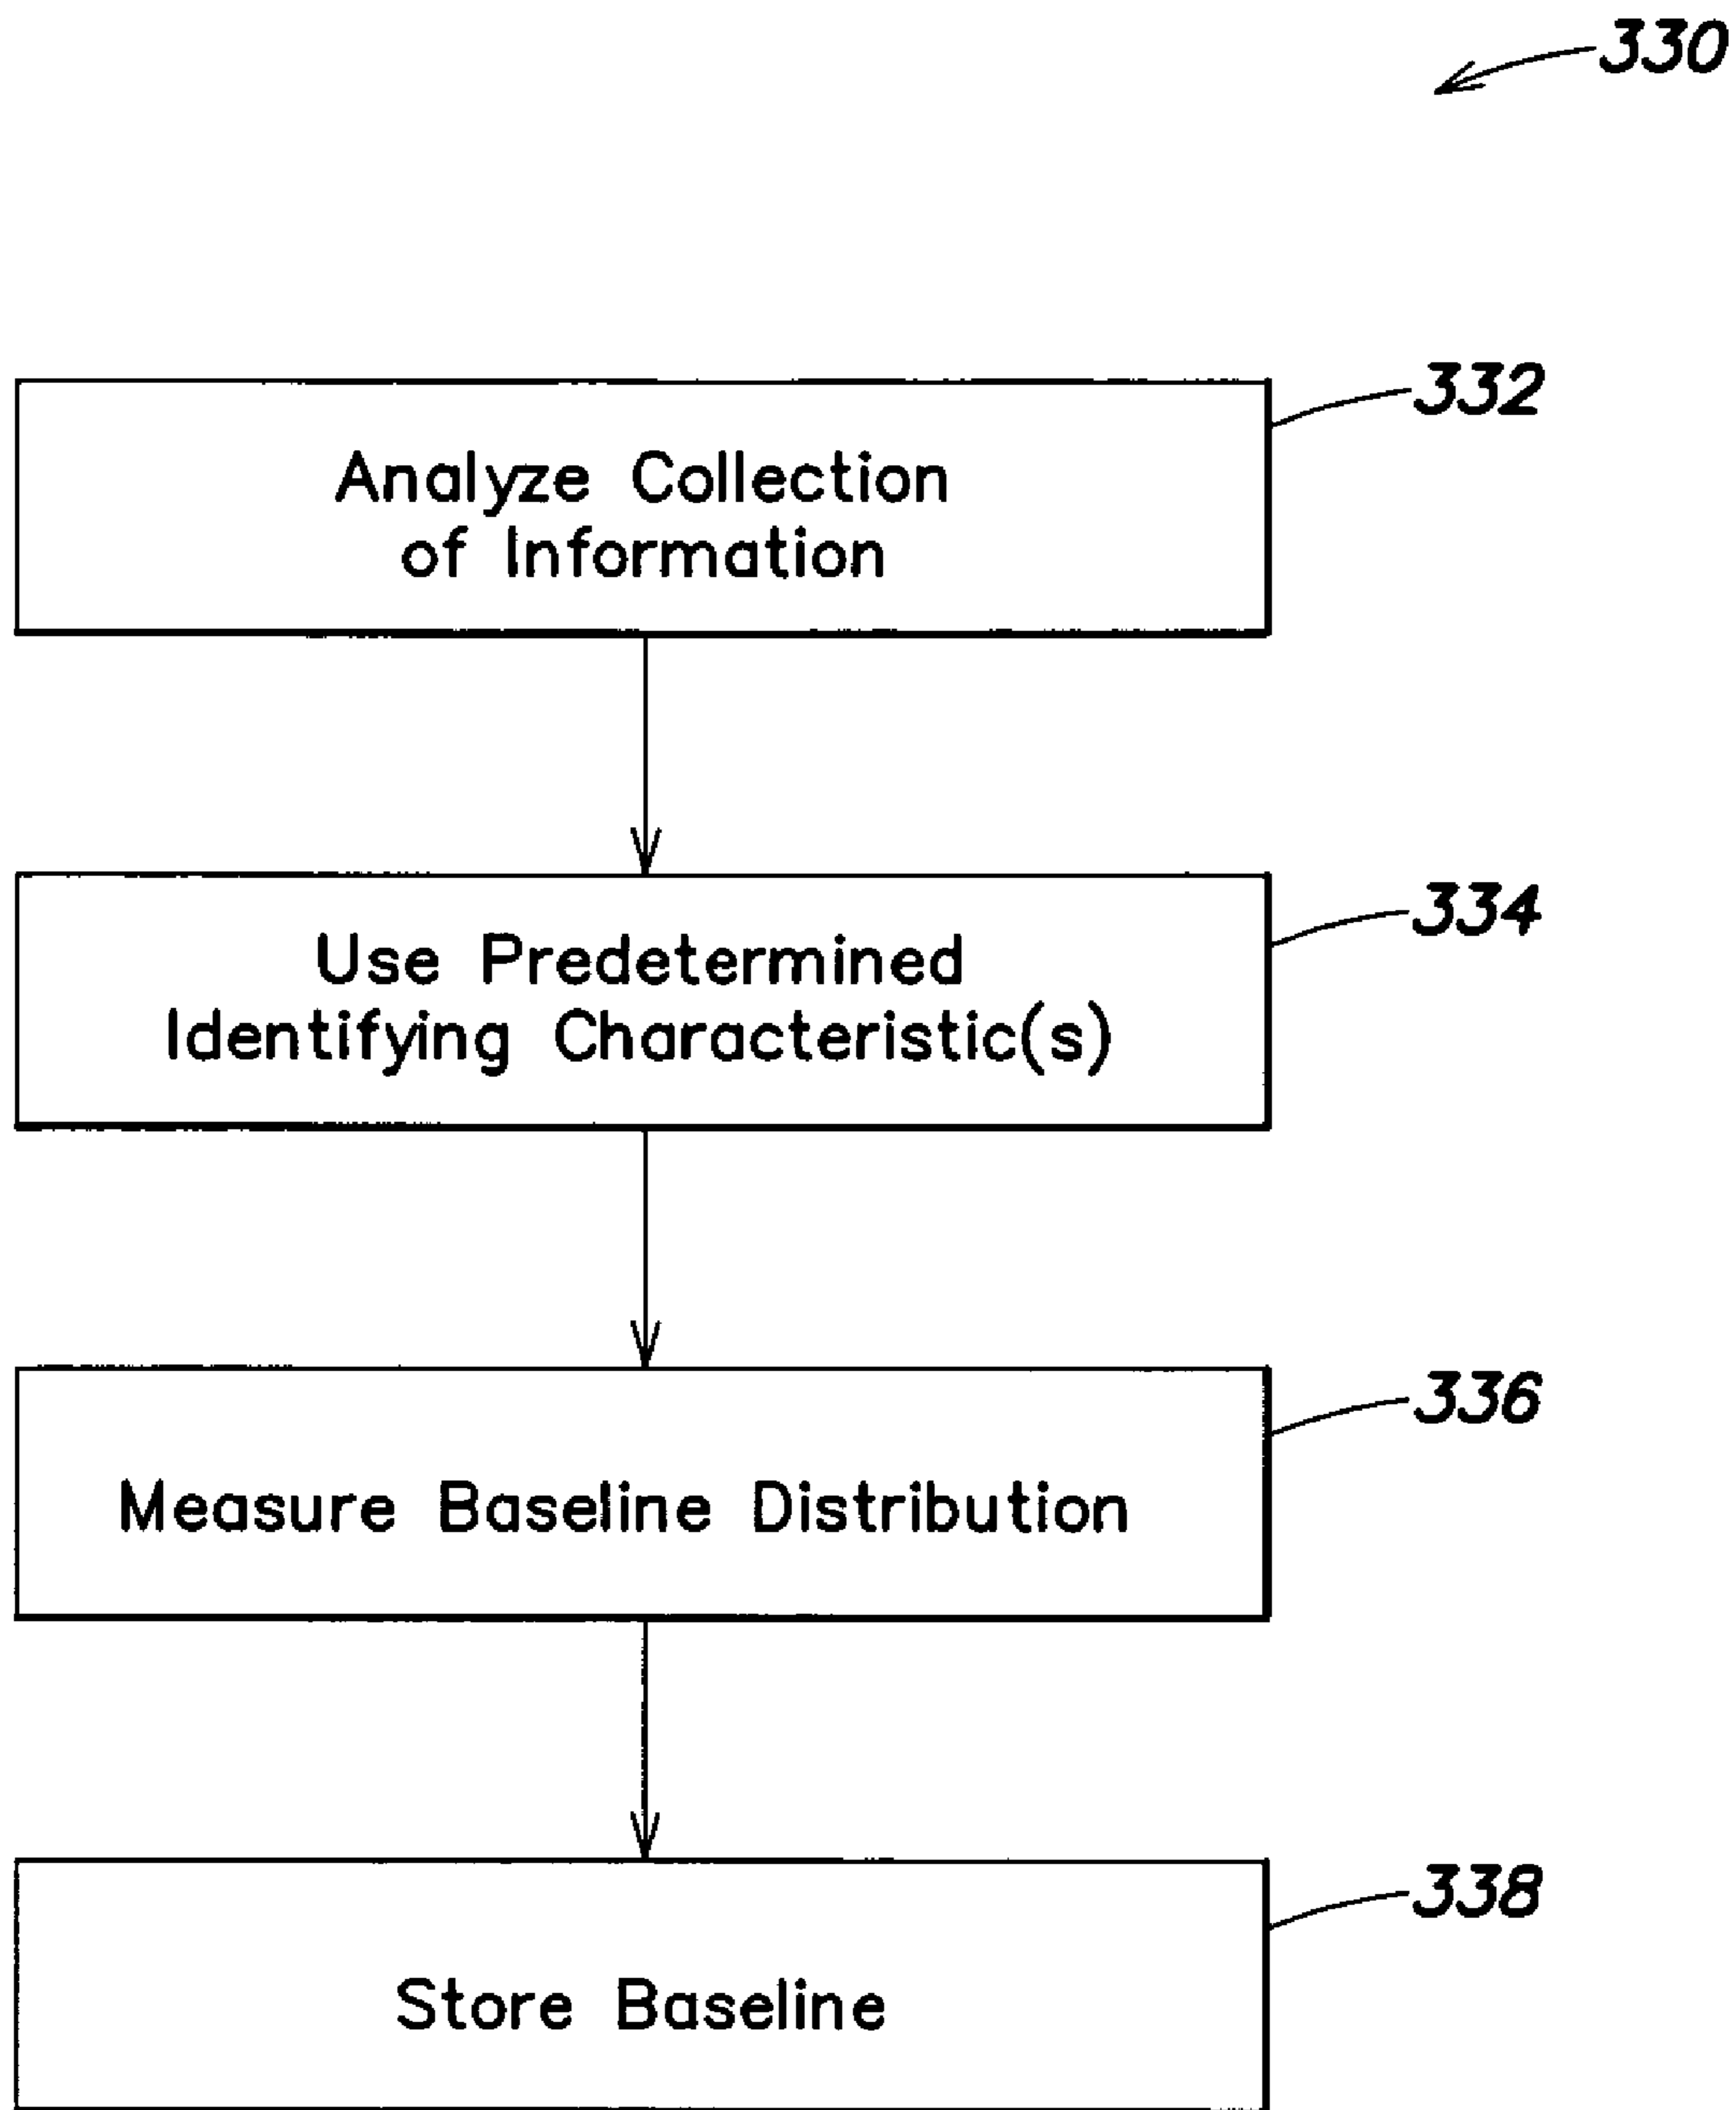 330
332
Analyze Collection
of Information
334
Use Predetermined
Identifying Characteristic(s)
336
Measure Baseline Distribution
338
Store Baseline